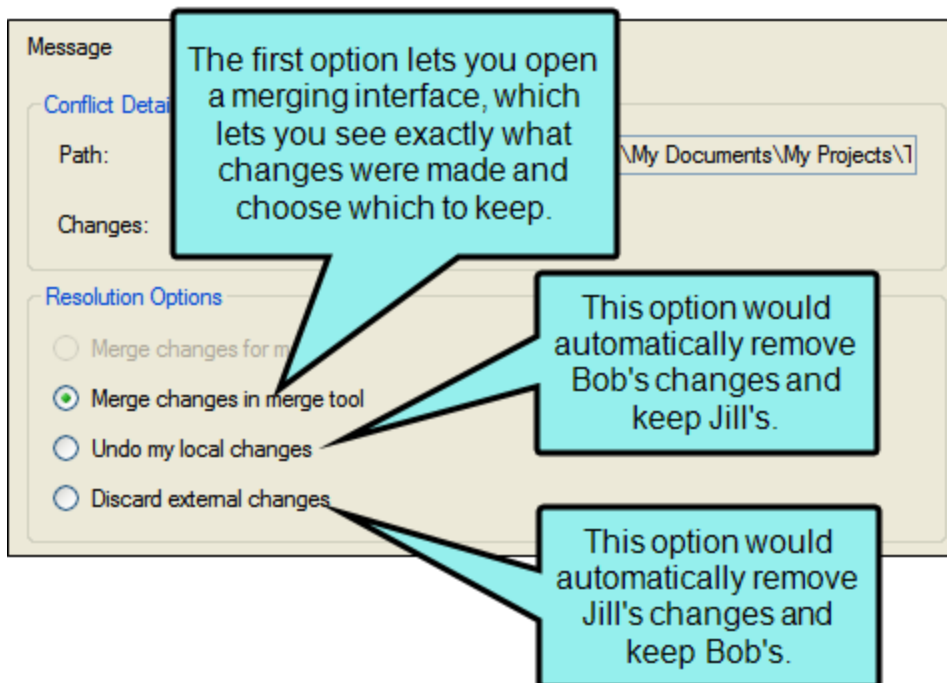 Message
The first option lets you open
a merging interface, which
lets you see exactly what
changes were made and
choose which to keep.
Conflict Detai
Path:
\My Documents\My Projects\
Changes:
Resolution Options
Merge changes for m
Merge changes in merge tool
Undo my local changes
Discard external changes
This option would
automatically remove
Bob's changes and
keep Jill's.
This option would
automatically remove
Jill's changes and
keep Bob's.